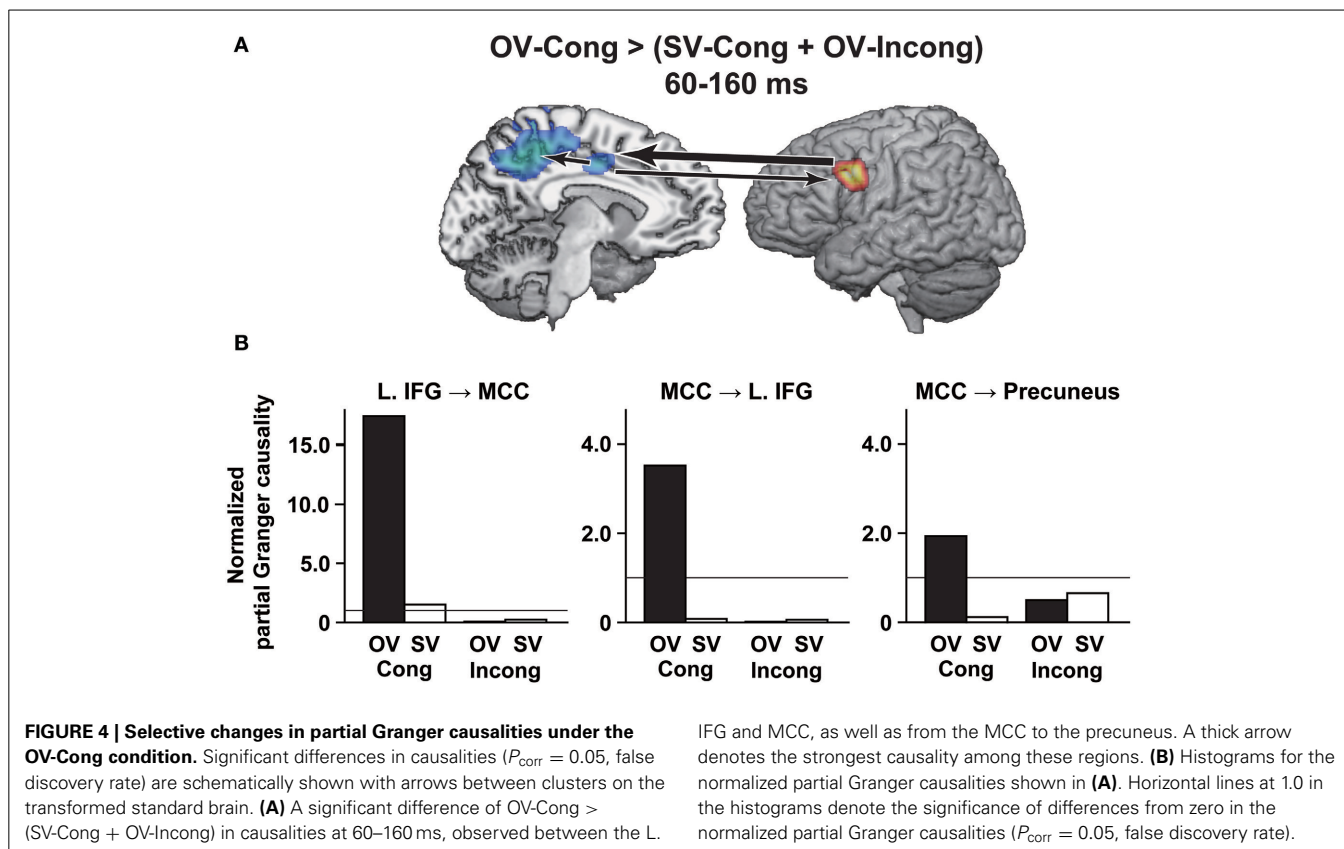 A
OV-Cong > (SV-Cong + OV-Incong)
60-160 ms
B
L. IFG → MCC
MCC → L. IFG
MCC → Precuneus
Normalized
partial Granger causality
15.0
10.0
5.0
0
OV SV OV SV
Cong Incong
4.0
2.0
0
OV SV OV SV
Cong Incong
4.0
2.0
0
OV SV OV SV
Cong Incong
FIGURE 4 | Selective changes in partial Granger causalities under the
OV-Cong condition. Significant differences in causalities (Pcorr = 0.05, false
discovery rate) are schematically shown with arrows between clusters on the
transformed standard brain. (A) A significant difference of OV-Cong >
(SV-Cong + OV-Incong) in causalities at 60–160 ms, observed between the L.
IFG and MCC, as well as from the MCC to the precuneus. A thick arrow
denotes the strongest causality among these regions. (B) Histograms for the
normalized partial Granger causalities shown in (A). Horizontal lines at 1.0 in
the histograms denote the significance of differences from zero in the
normalized partial Granger causalities (Pcorr = 0.05, false discovery rate).